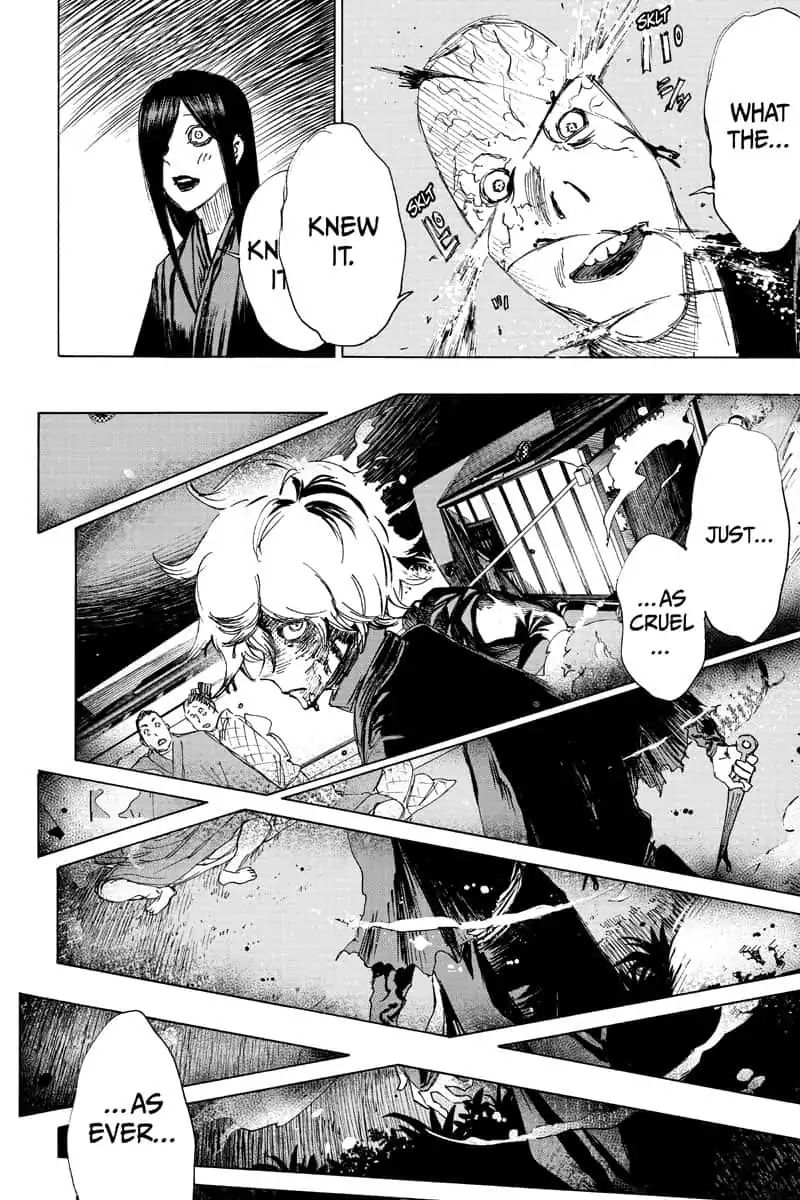 WHAT
THE...
SKLT
SKLT
KNEW
IT.
KN
IT
JUST...
...AS
CRUEL
...
...AS
EVER...